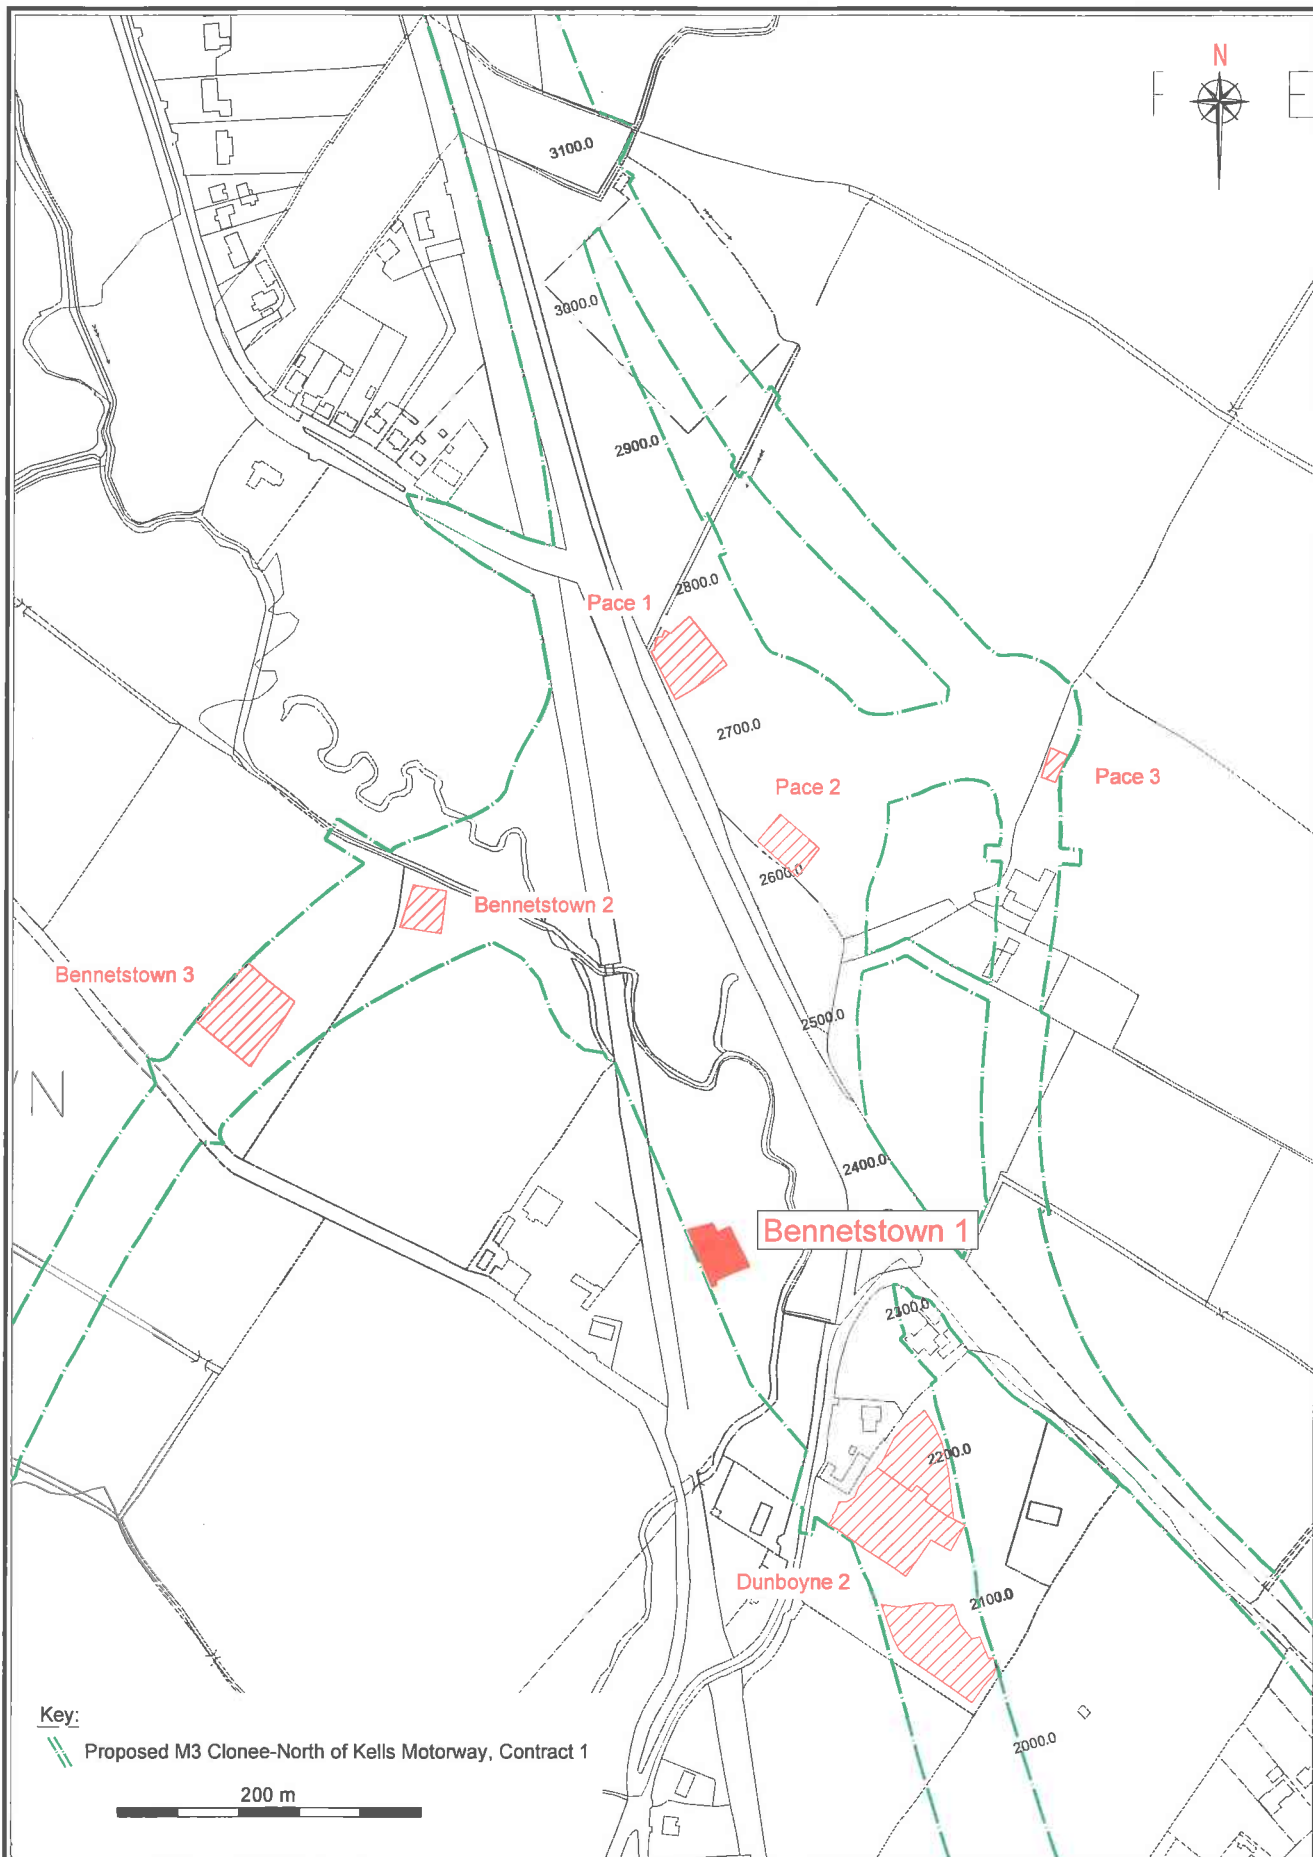 N
F E
3100.0
3000.0
2900.0
2800.0
Pace 1
2700.0
Pace 3
Pace 2
2600.0
Bennetstown 2
Bennetstown 3
2500.0
N
2400.0
Bennetstown 1
2300.0
2200.0
Dunboyne 2
2100.0
2000.0
Key:
Proposed M3 Clonee-North of Kells Motorway, Contract 1
200 m